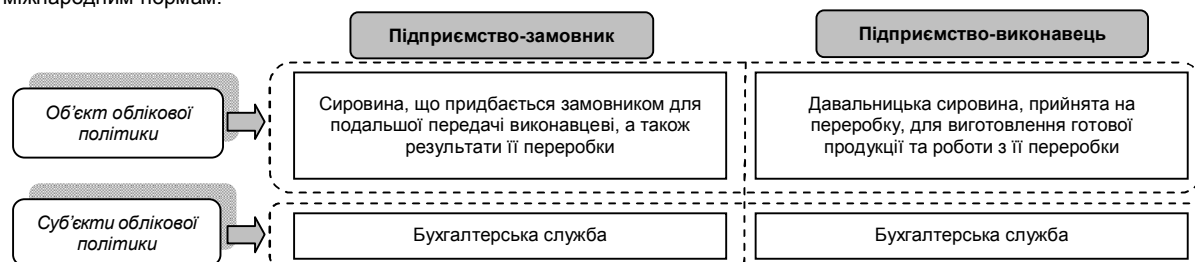 міжнародним нормам.
Підприємство-замовник
Підприємство-виконавець
Об’єкт облікової
політики
Сировина, що придбається замовником для
подальшої передачі виконавцеві, а також
результати її переробки
Давальницька сировина, прийнята на
переробку, для виготовлення готової
продукції та роботи з її переробки
Суб’єкти облікової
політики
Бухгалтерська служба
Бухгалтерська служба